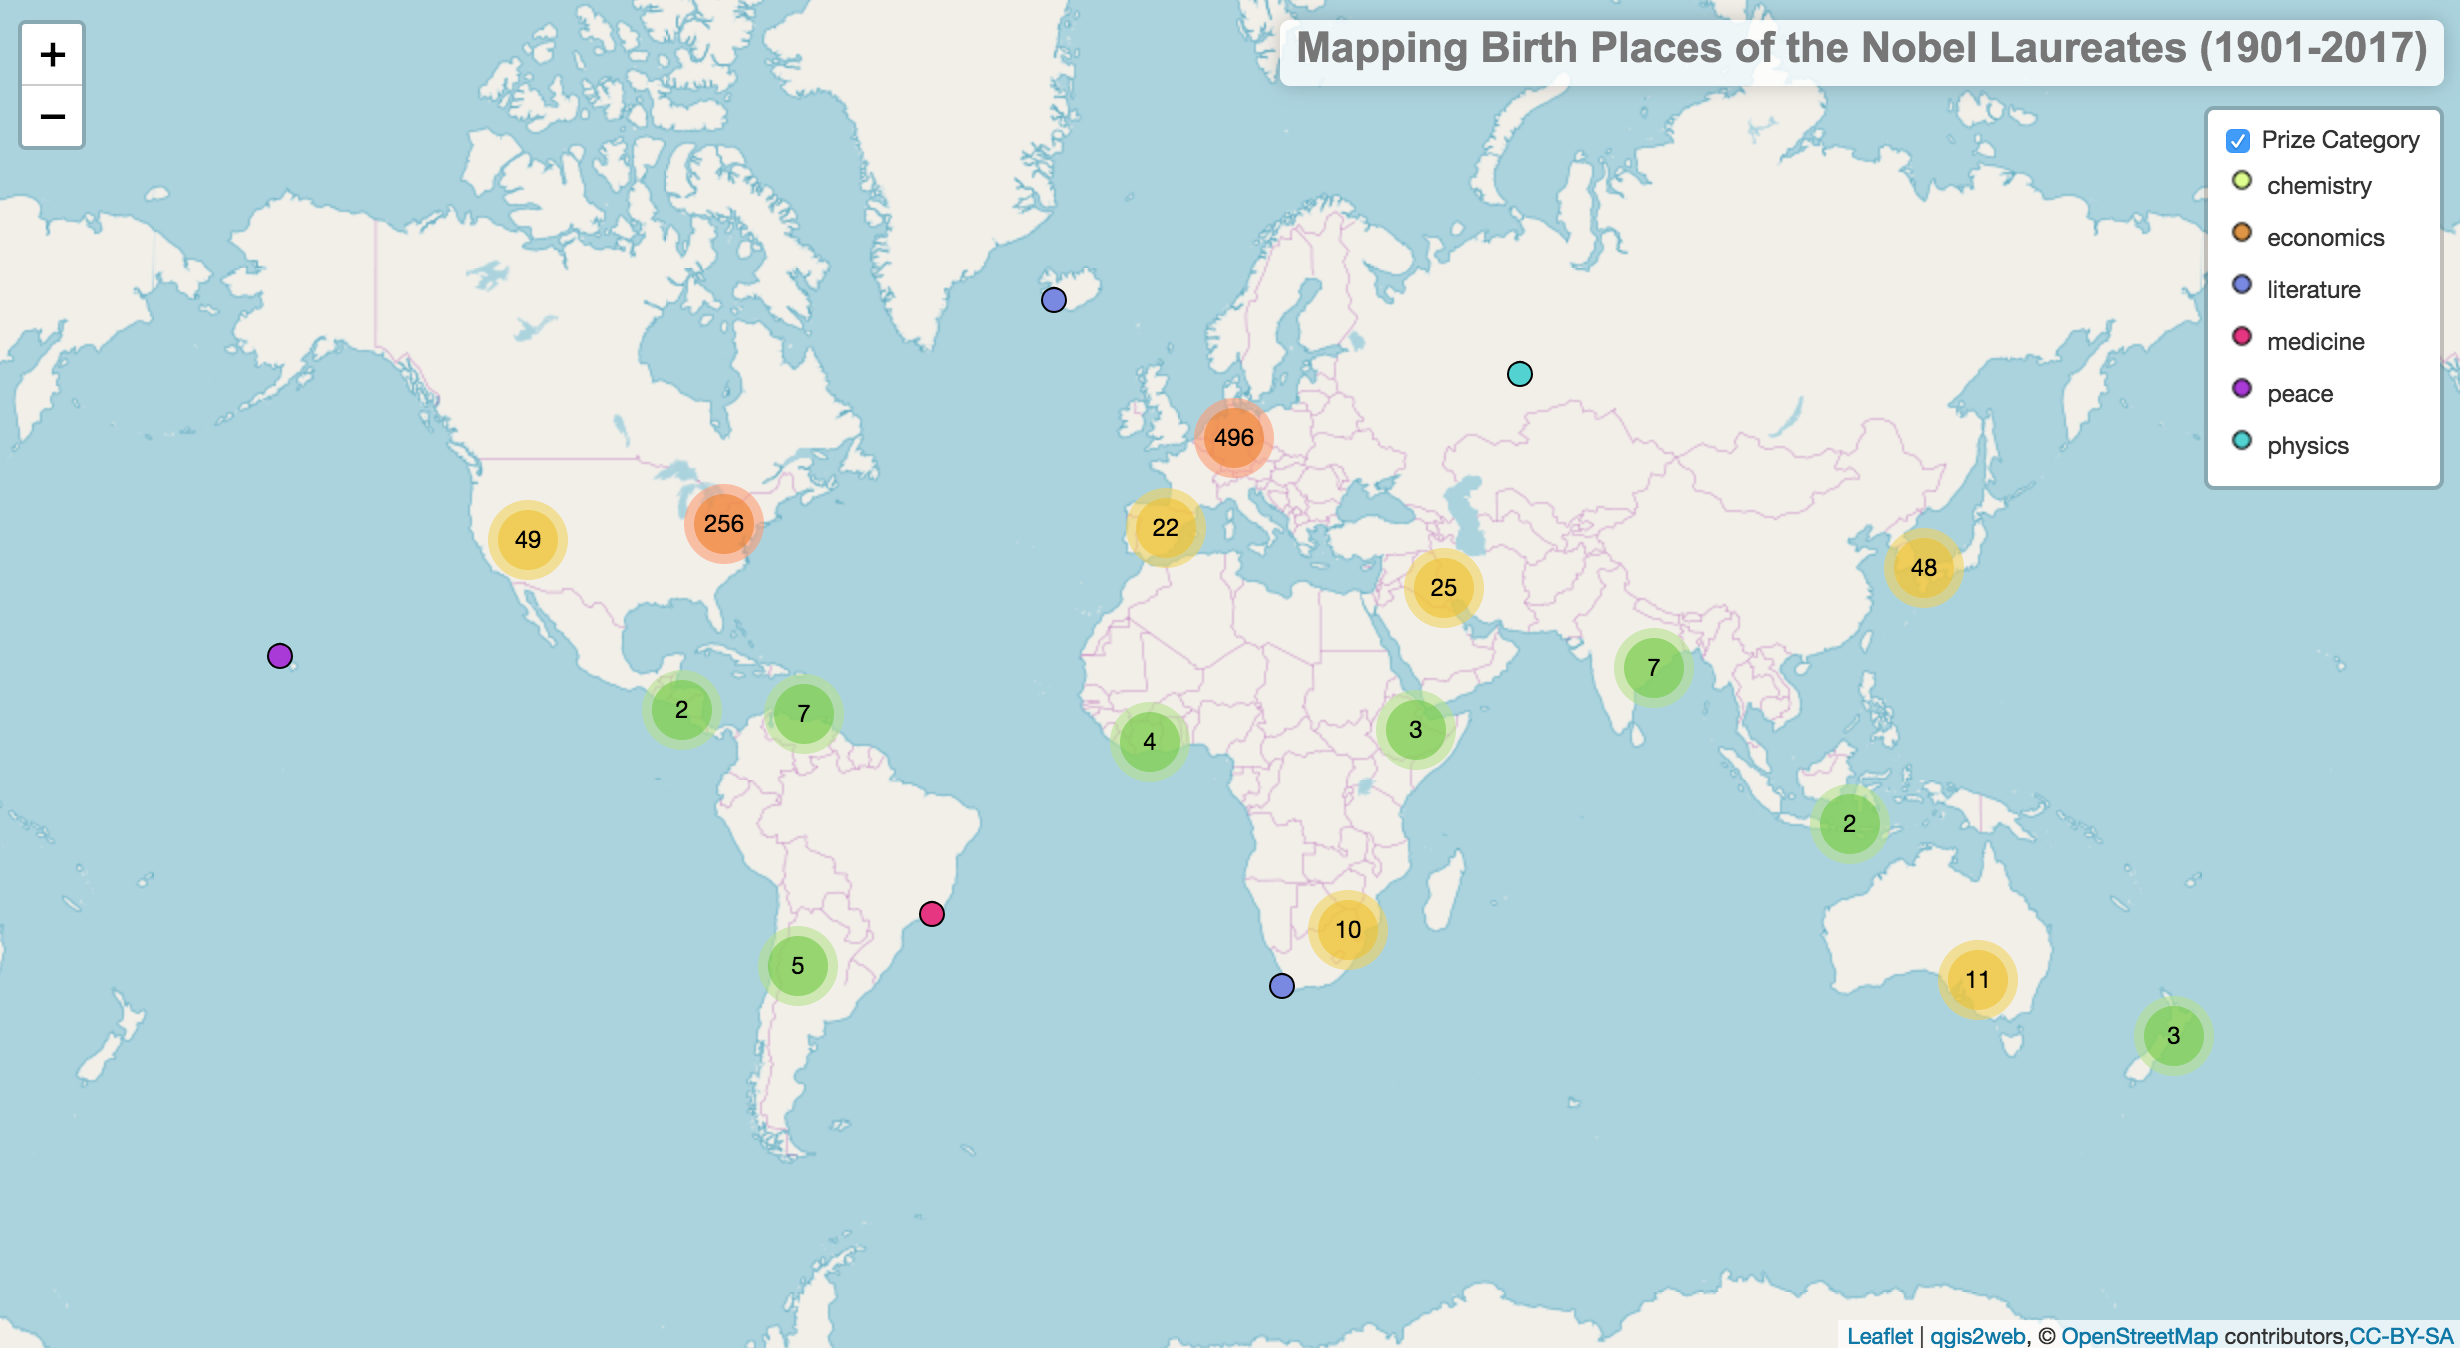 +
−
Mapping Birth Places of the Nobel Laureates (1901-2017)
Prize Category
chemistry
economics
literature
medicine
peace
physics
496
256
22
49
48
25
7
2
7
4
3
2
10
5
11
3
Leaflet | qgis2web, © OpenStreetMap contributors,CC-BY-SA